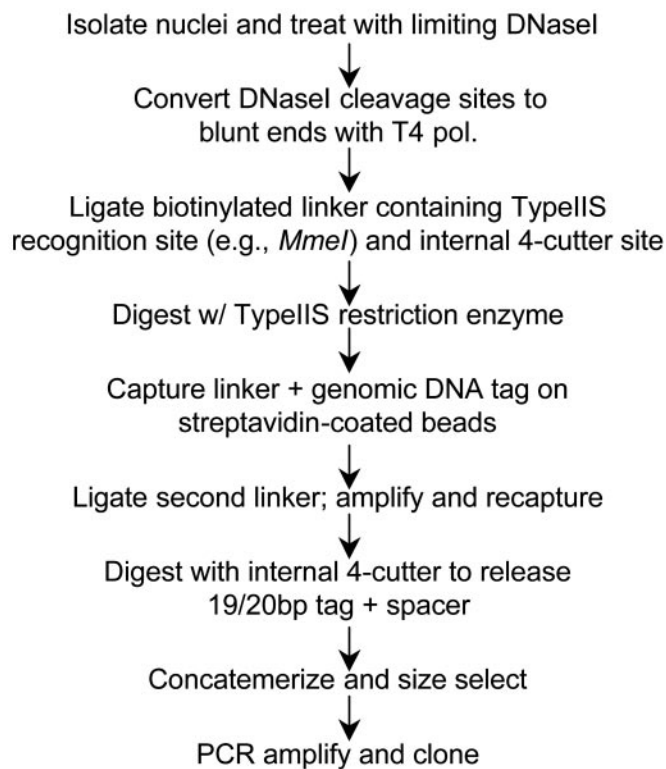 Isolate nuclei and treat with limiting DNaseI
Convert DNaseI cleavage sites to
blunt ends with T4 pol.
Ligate biotinylated linker containing TypeIIS
recognition site (e.g., MmeI) and internal 4-cutter site
Digest w/ TypeIIS restriction enzyme
Capture linker + genomic DNA tag on
streptavidin-coated beads
Ligate second linker; amplify and recapture
Digest with internal 4-cutter to release
19/20bp tag + spacer
Concatemerize and size select
PCR amplify and clone